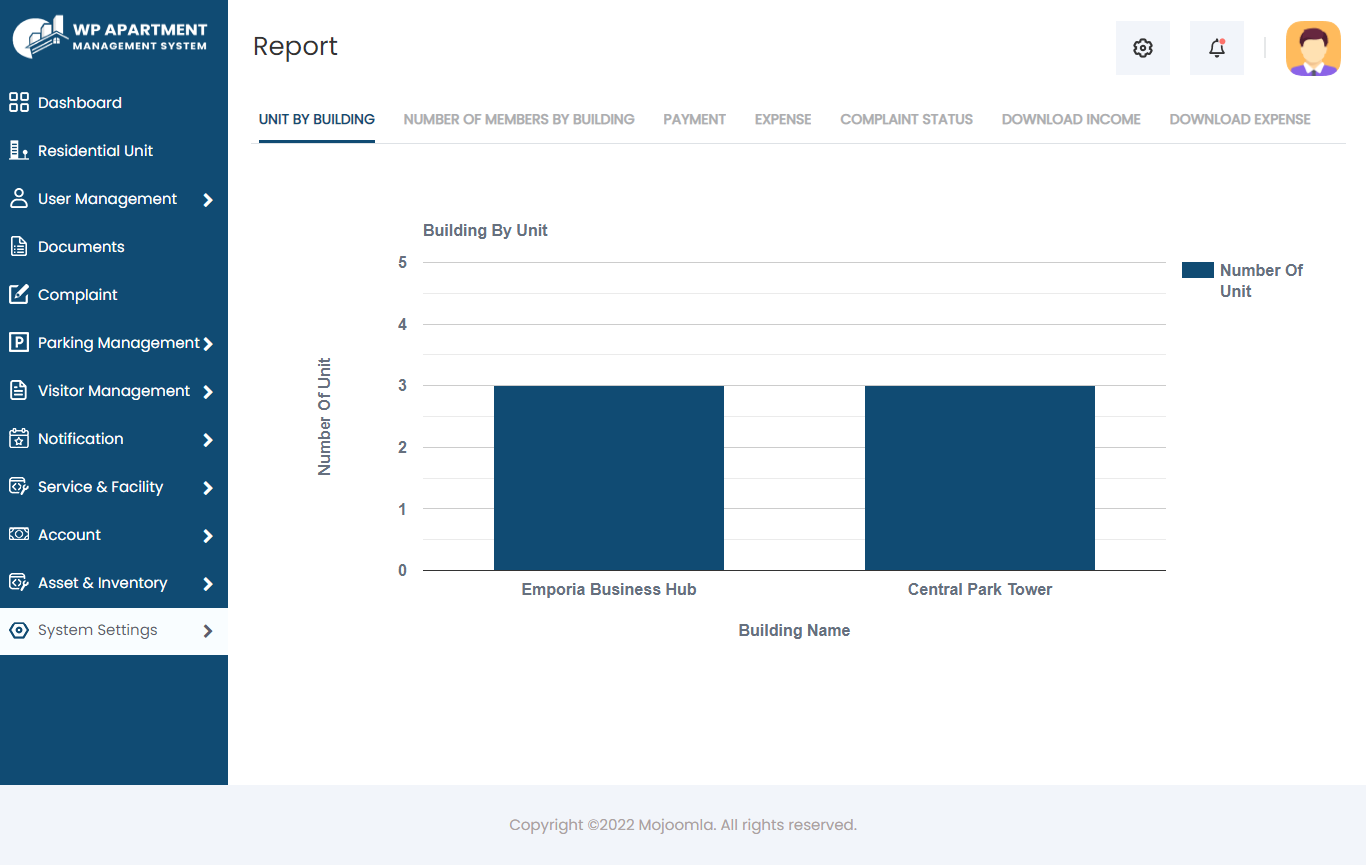 WP APARTMENT
MANAGEMENT SYSTEM
Dashboard
Residential Unit
User Management
Documents
Complaint
Parking Management
Visitor Management
Notification
Service & Facility
Account
Asset & Inventory
System Settings
Report
UNIT BY BUILDING NUMBER OF MEMBERS BY BUILDING PAYMENT EXPENSE COMPLAINT STATUS DOWNLOAD INCOME DOWNLOAD EXPENSE
Building By Unit
5
4
3
2
1
0
Number Of Unit
Number Of
Unit
Emporia Business Hub Central Park Tower
Building Name
Copyright ©2022 Mojoomla. All rights reserved.